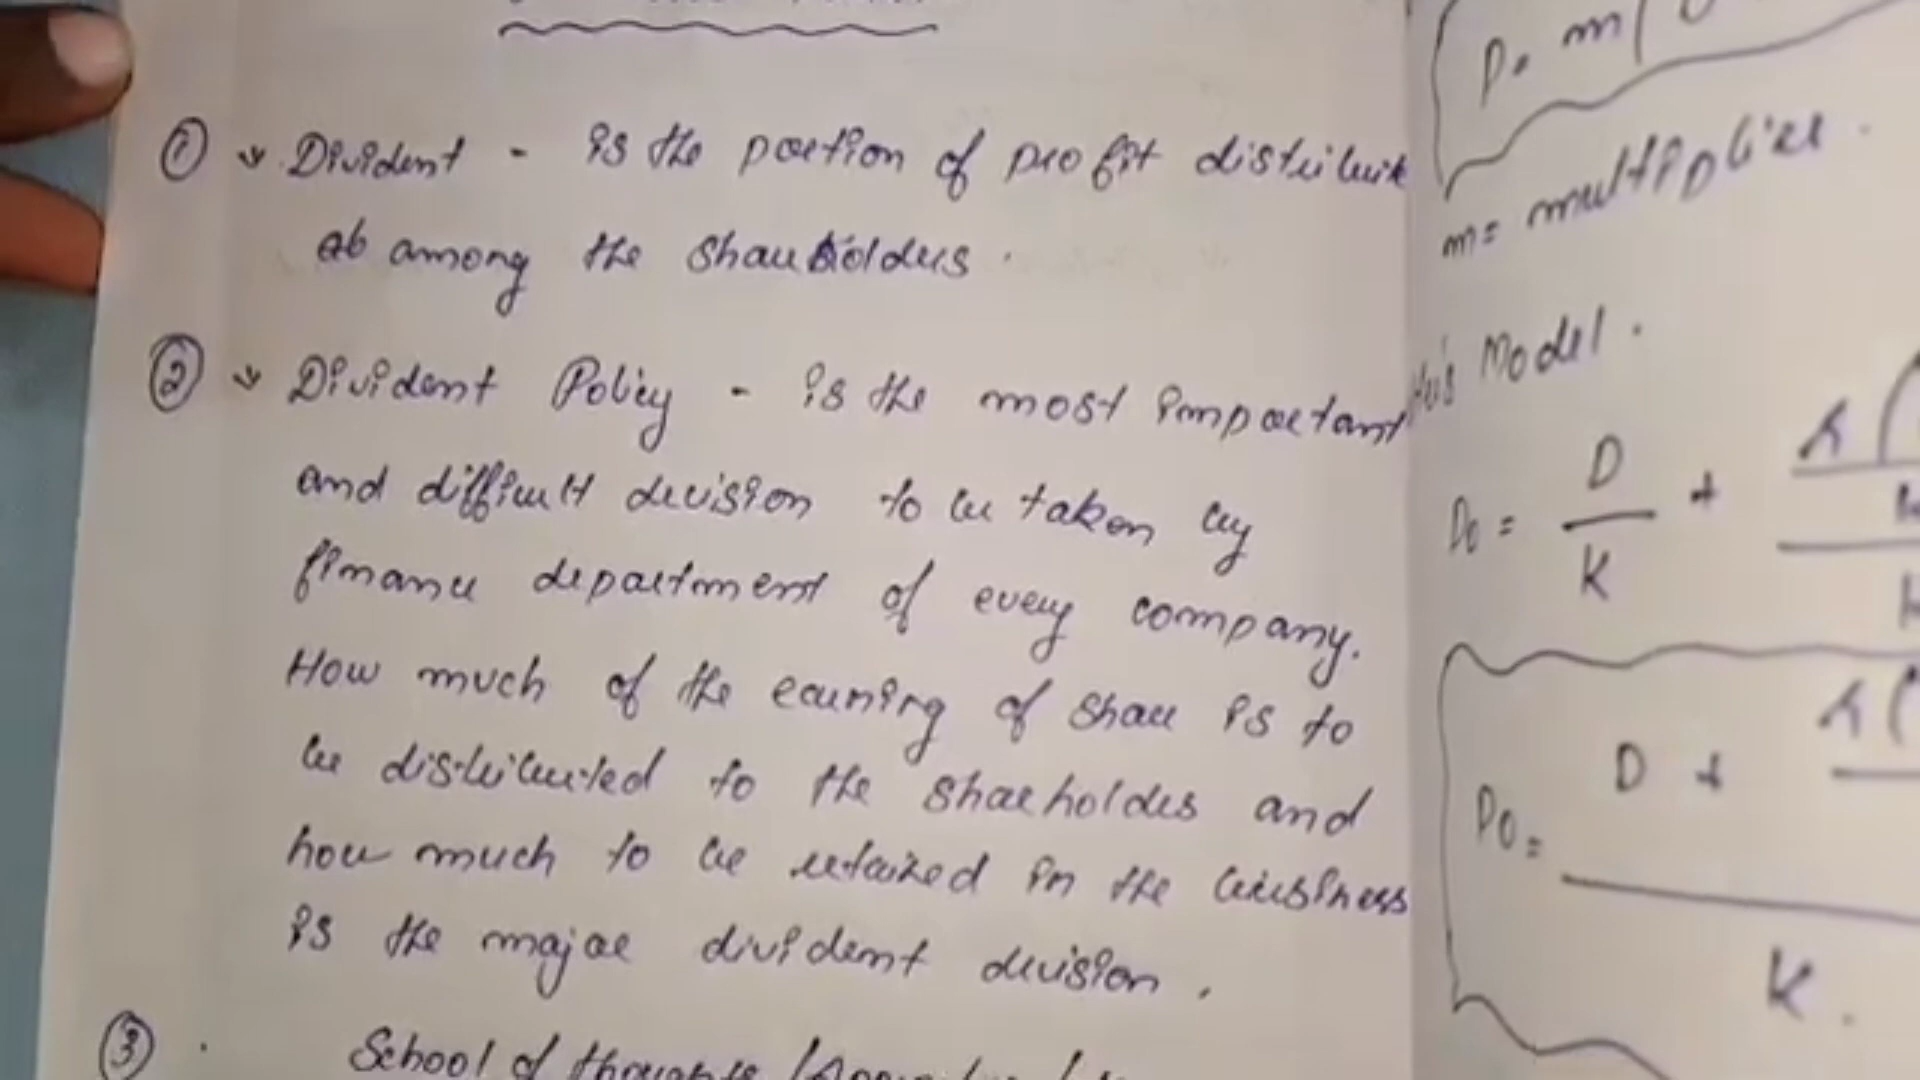 ① Divident - is the portion of profit distribute
ab among the shareholders.
② Divident Policy - is the most important
and difficult decision to be taken by
finance department of every company.
How much of the earning of share is to
be distributed to the shareholders and
how much to be retained in the business
is the major divident decision.
③ School of thoughts
P = m(
m = multiplier.
Model.
P0 = D/K +
P0 = D +
K.